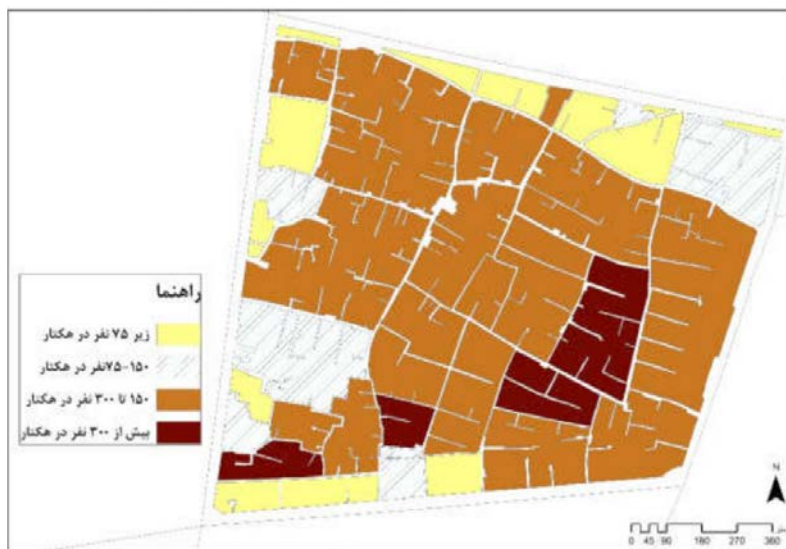 راهنما
زیر ۷۵ نفر در هکتار
۷۵-۱۵۰نفر در هکتار
۱۵۰ تا ۳۰۰ نفر در هکتار
بیش از ۳۰۰ نفر در هکتار
N
0 45 90 180 270 360